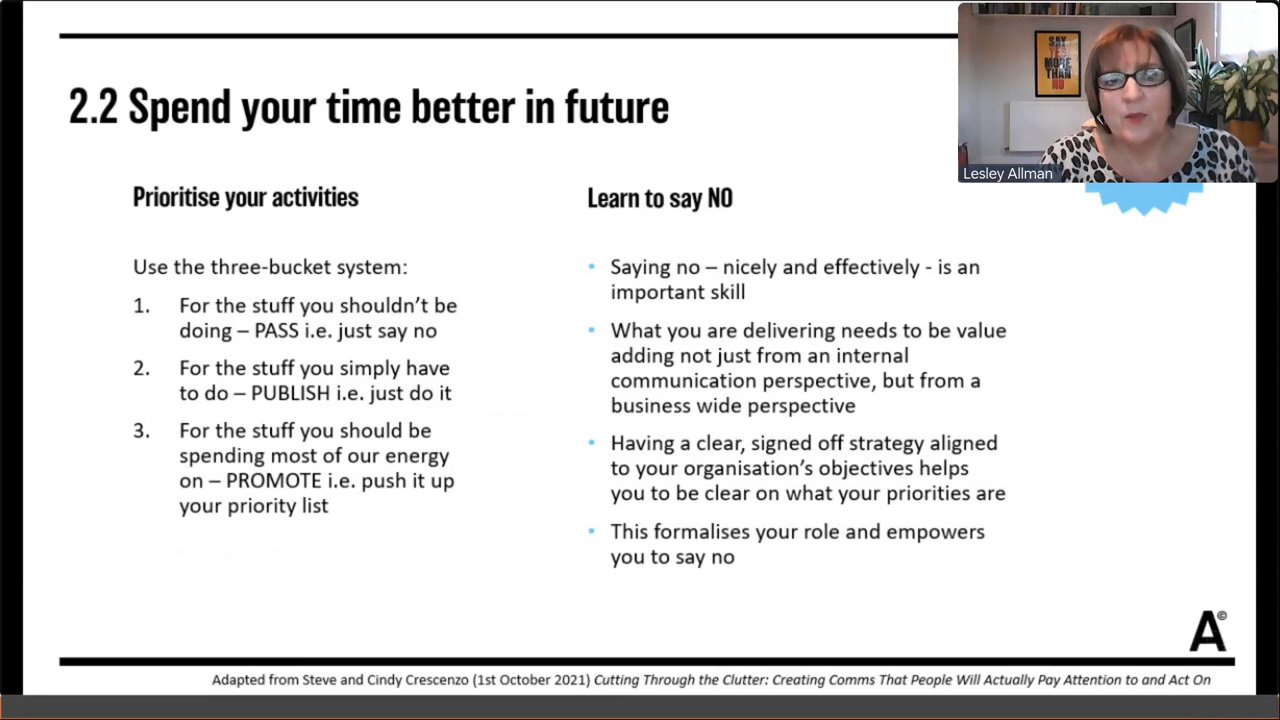 2.2 Spend your time better in future
Prioritise your activities
Use the three-bucket system:
1. For the stuff you shouldn't be
doing – PASS i.e. just say no
2. For the stuff you simply have
to do – PUBLISH i.e. just do it
3. For the stuff you should be
spending most of our energy
on – PROMOTE i.e. push it up
your priority list
Learn to say NO
• Saying no – nicely and effectively - is an
important skill
• What you are delivering needs to be value
adding not just from an internal
communication perspective, but from a
business wide perspective
• Having a clear, signed off strategy aligned
to your organisation's objectives helps
you to be clear on what your priorities are
• This formalises your role and empowers
you to say no
SAY
YES
MORE
THAN
NO
Lesley Allman
A©
Adapted from Steve and Cindy Crescenzo (1st October 2021) Cutting Through the Clutter: Creating Comms That People Will Actually Pay Attention to and Act On